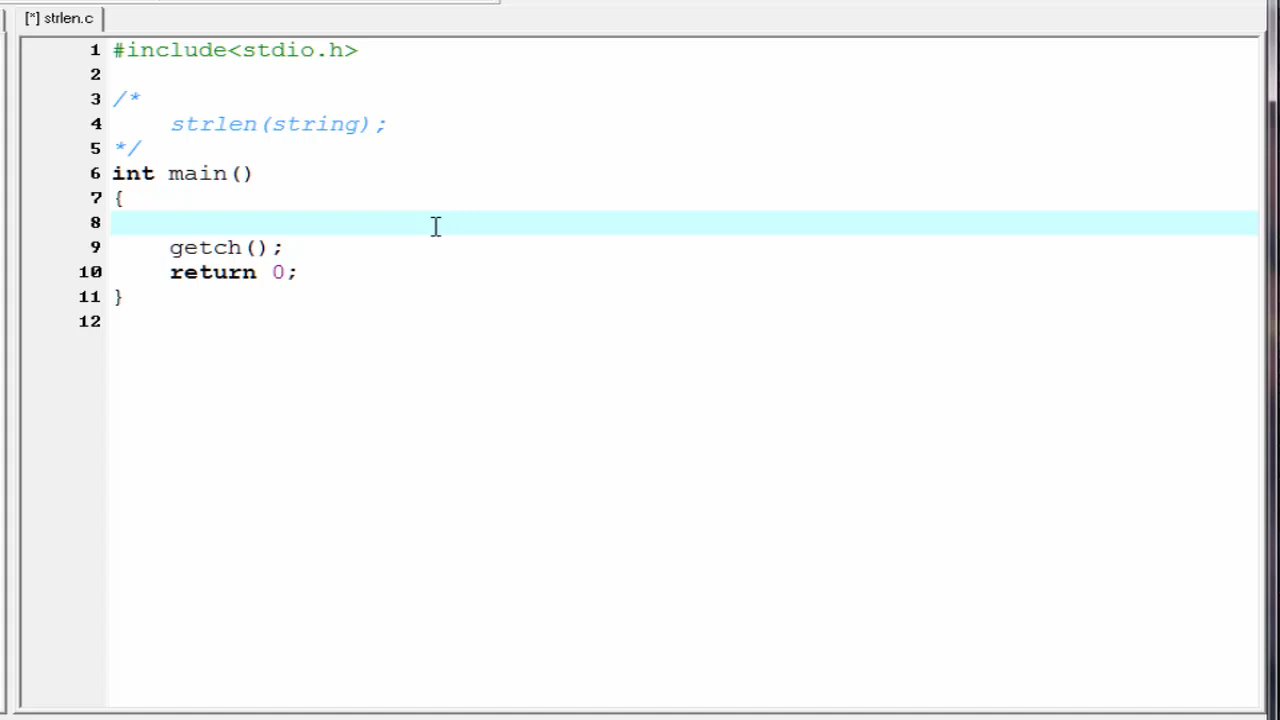 [*] strlen.c
1 #include<stdio.h>
2
3 /*
4 strlen(string);
5 */
6 int main()
7 {
8
9 getch();
10 return 0;
11 }
12